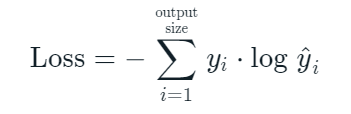 output
size
Loss = − ∑ yᵢ · log ŷᵢ
i=1